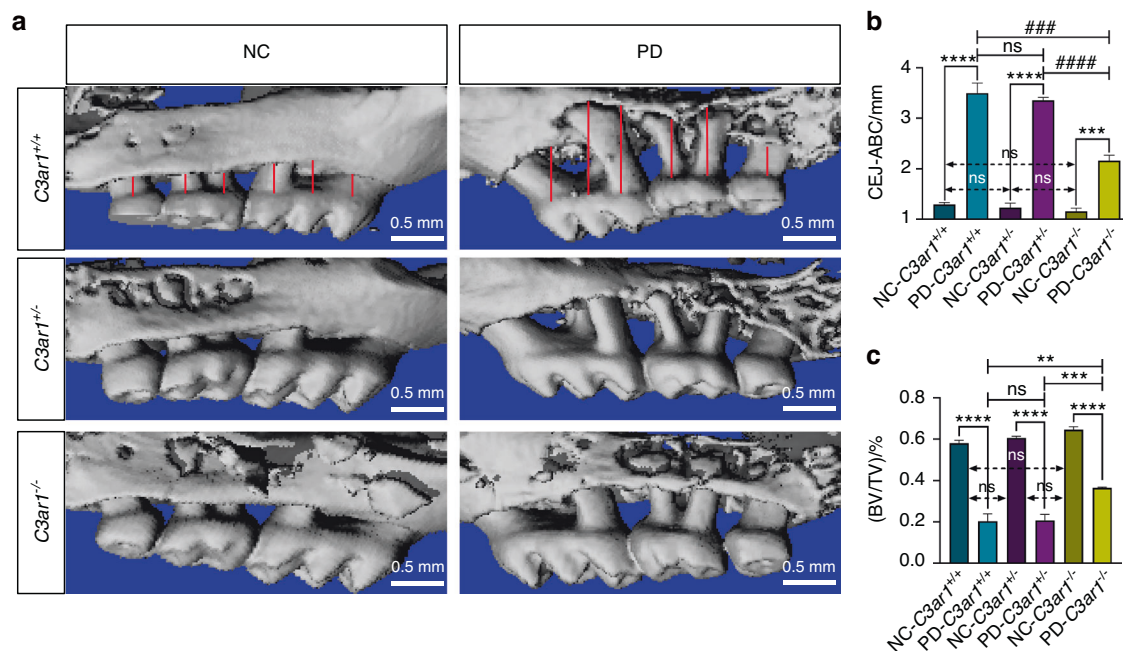 a
NC
PD
C3ar1+/+
0.5 mm
0.5 mm
C3ar1+/-
0.5 mm
0.5 mm
C3ar1-/-
0.5 mm
0.5 mm
b
###
ns
####
****
****
***
ns
ns
ns
CEJ-ABC/mm
4
3
2
1
NC-C3ar1+/+
PD-C3ar1+/+
NC-C3ar1+/-
PD-C3ar1+/-
NC-C3ar1-/-
PD-C3ar1-/-
c
**
***
ns
****
****
****
ns
ns
ns
(BV/TV)/%
0.8
0.6
0.4
0.2
0.0
NC-C3ar1+/+
PD-C3ar1+/+
NC-C3ar1+/-
PD-C3ar1+/-
NC-C3ar1-/-
PD-C3ar1-/-